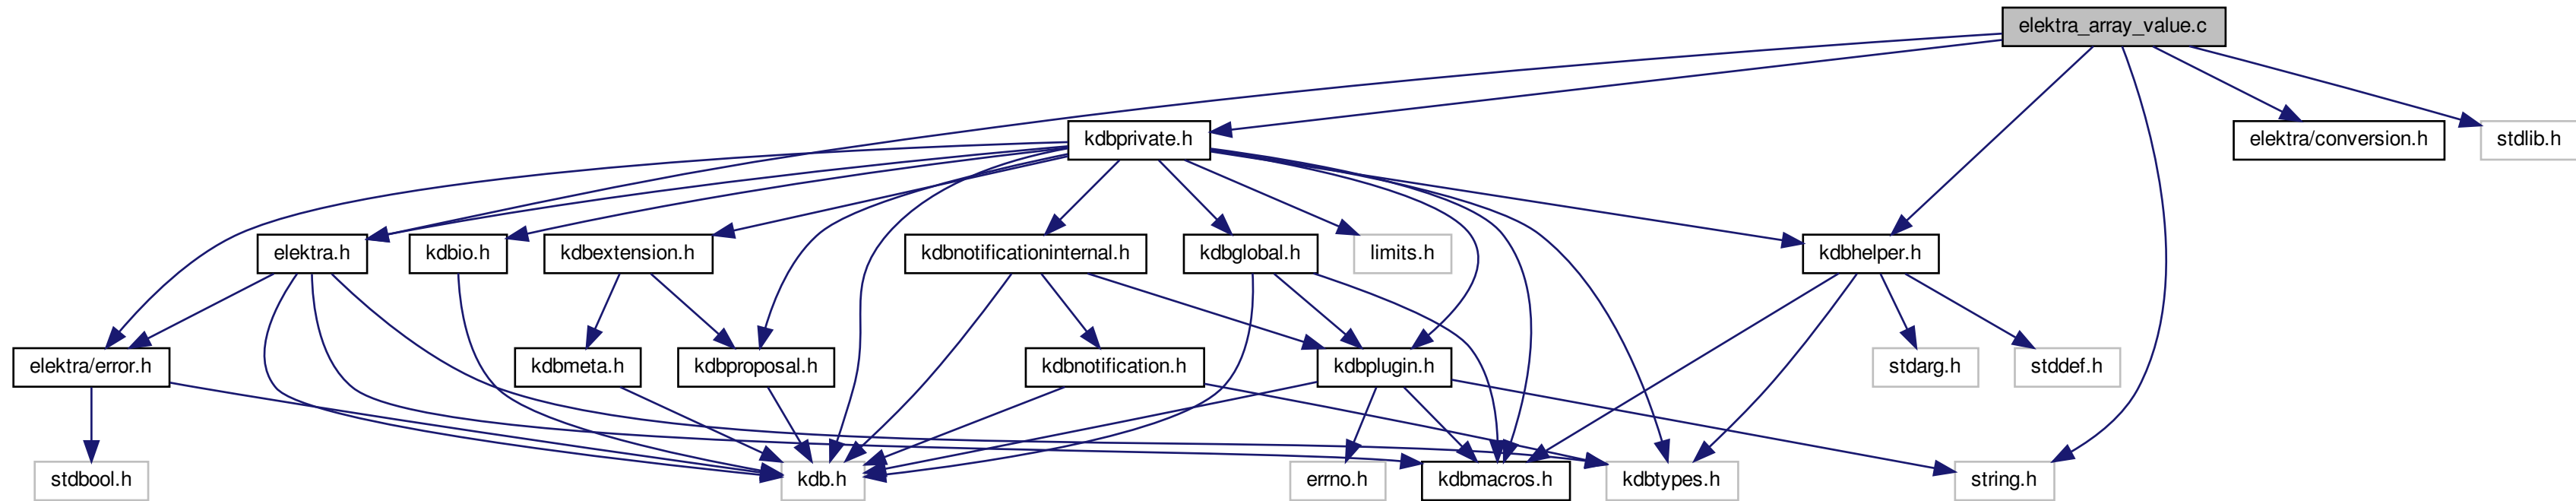 elektra_array_value.c
kdbprivate.h
elektra/conversion.h
stdlib.h
elektra.h
kdbio.h
kdbextension.h
kdbnotificationinternal.h
kdbglobal.h
limits.h
kdbhelper.h
elektra/error.h
kdbmeta.h
kdbproposal.h
kdbnotification.h
kdbplugin.h
stdarg.h
stddef.h
stdbool.h
kdb.h
errno.h
kdbmacros.h
kdbtypes.h
string.h